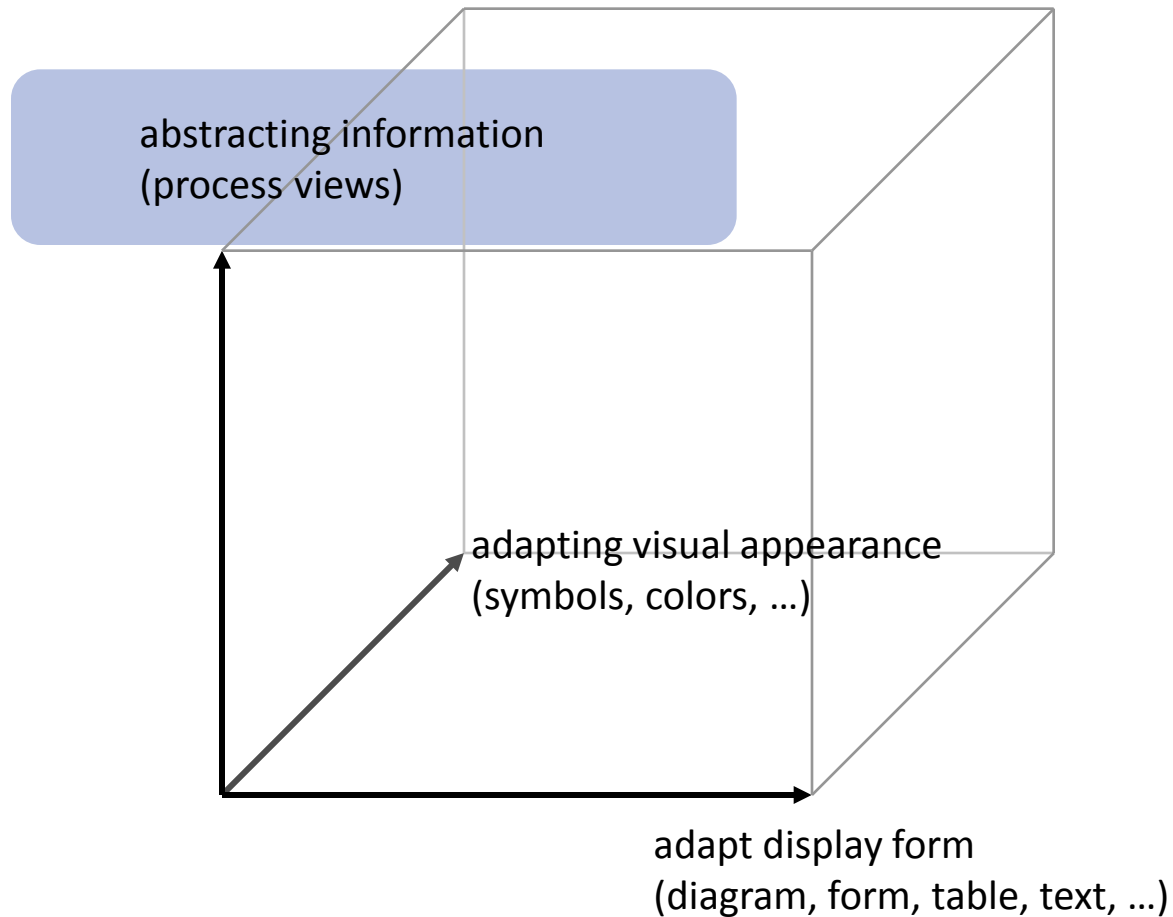 abstracting information
(process views)
adapting visual appearance
(symbols, colors, …)
adapt display form
(diagram, form, table, text, …)